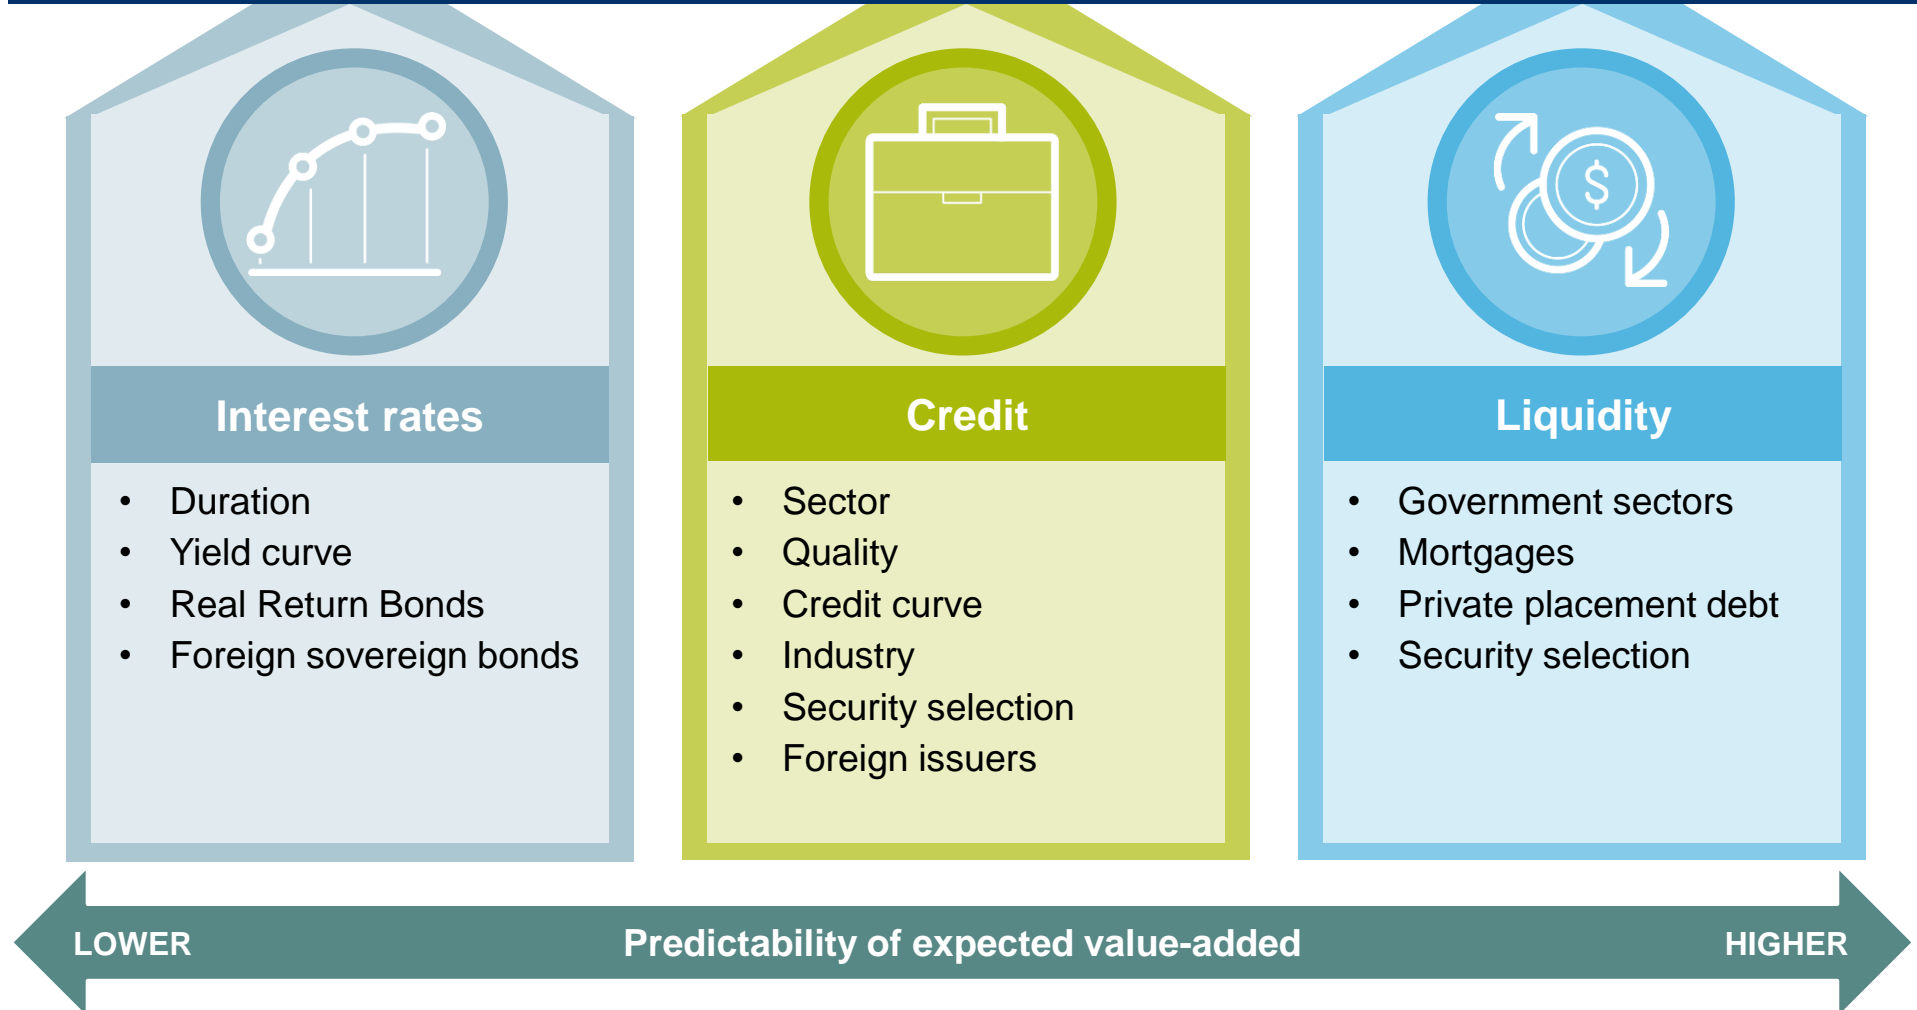 $
Interest rates
• Duration
• Yield curve
• Real Return Bonds
• Foreign sovereign bonds
Credit
• Sector
• Quality
• Credit curve
• Industry
• Security selection
• Foreign issuers
Liquidity
• Government sectors
• Mortgages
• Private placement debt
• Security selection
LOWER
Predictability of expected value-added
HIGHER